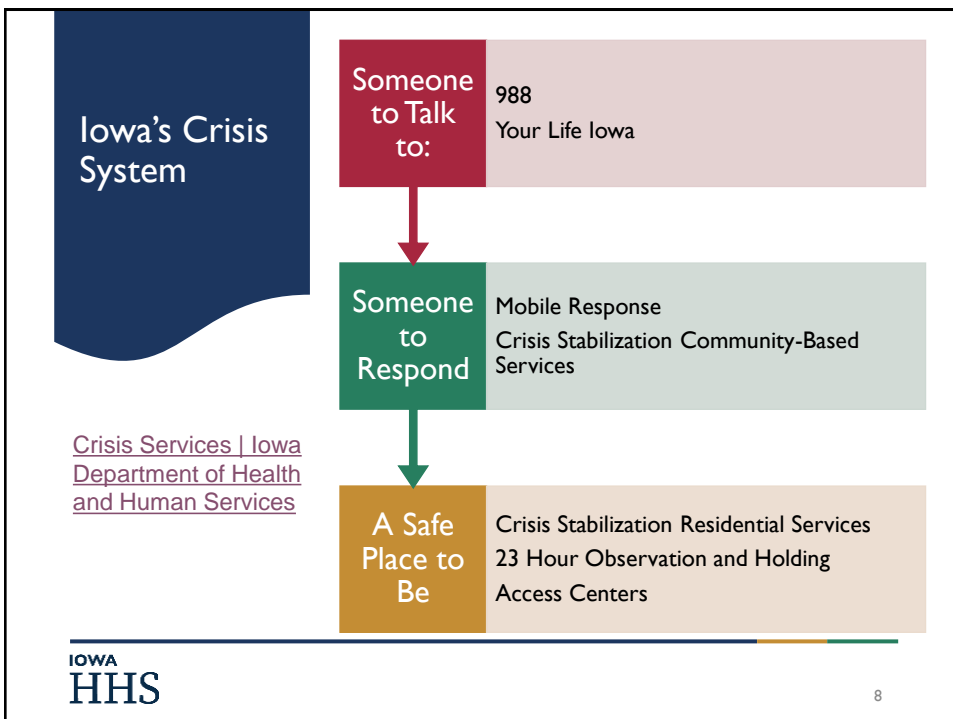 Iowa's Crisis
System
Someone
to Talk
to:
988
Your Life Iowa
Someone
to
Respond
Mobile Response
Crisis Stabilization Community-Based
Services
Crisis Services | Iowa
Department of Health
and Human Services
A Safe
Place to
Be
Crisis Stabilization Residential Services
23 Hour Observation and Holding
Access Centers
IOWA
HHS
8